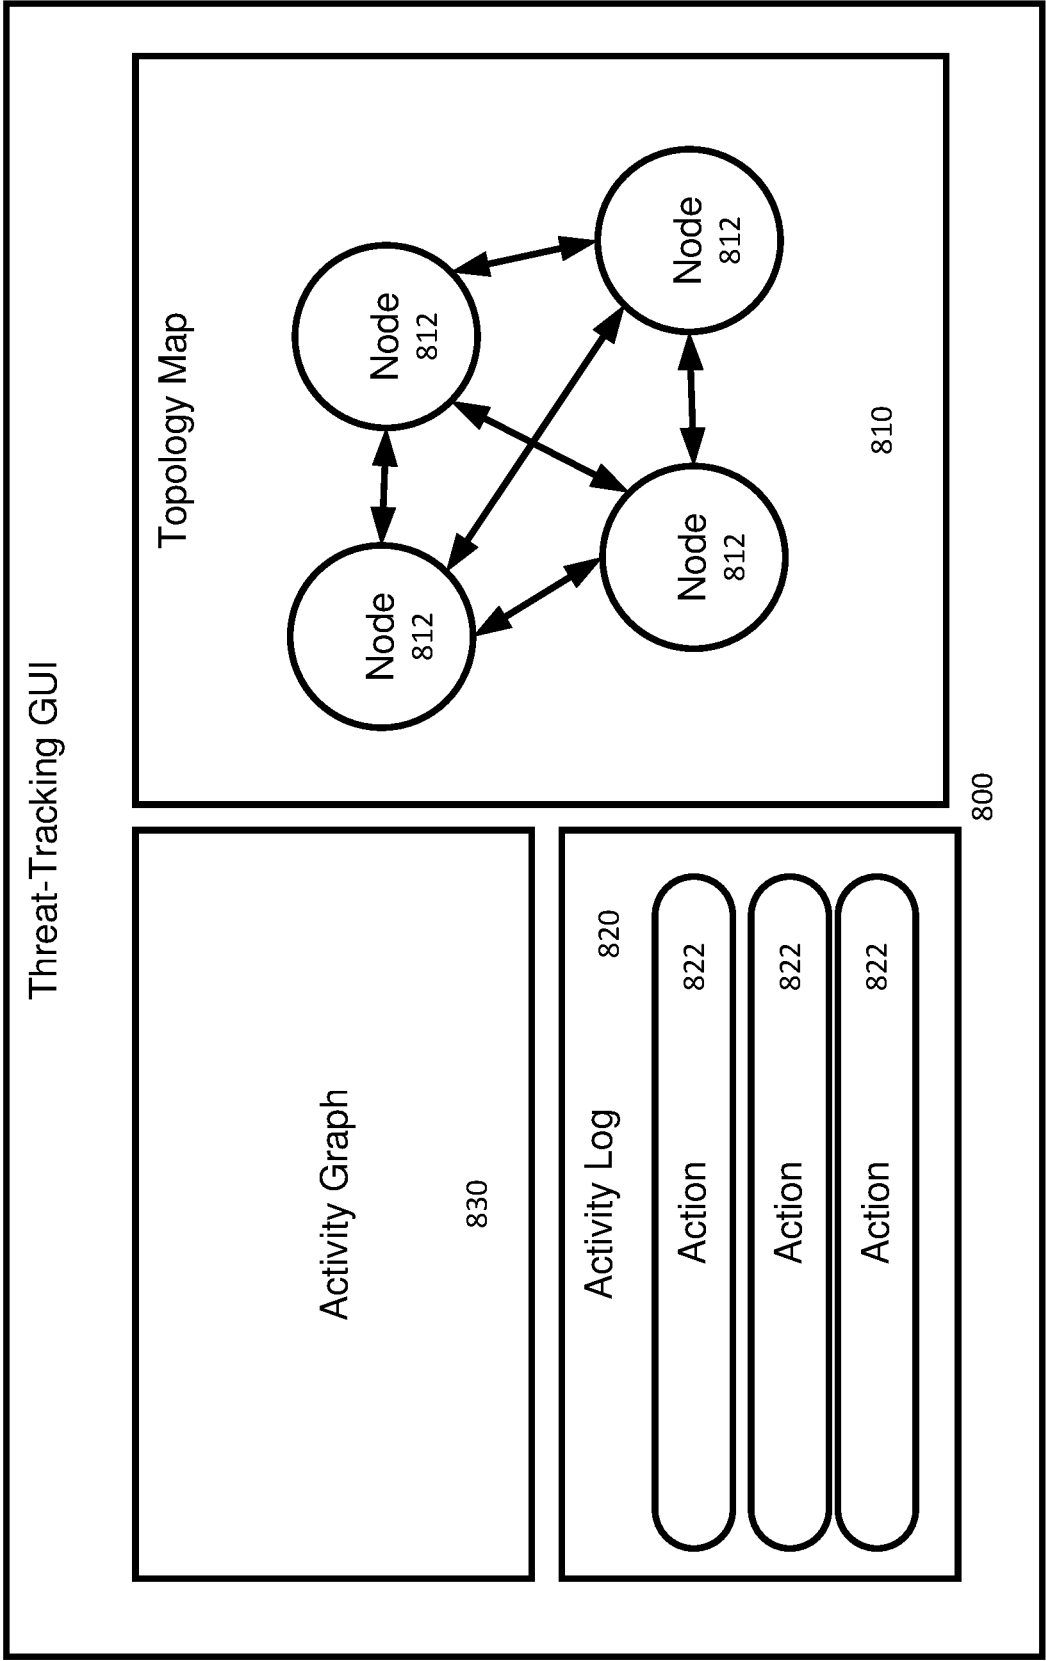 Threat-Tracking GUI
Activity Graph
830
Activity Log
820
Action
822
Action
822
Action
822
Topology Map
Node
812
Node
812
Node
812
Node
812
810
800